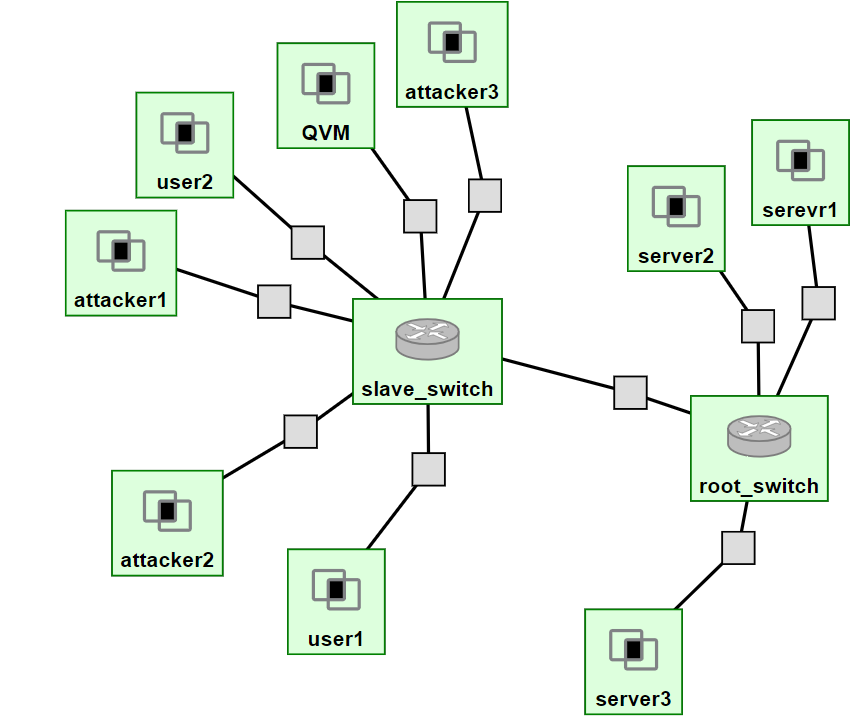 attacker3
QVM
user2
serevr1
server2
attacker1
slave_switch
root_switch
attacker2
user1
server3